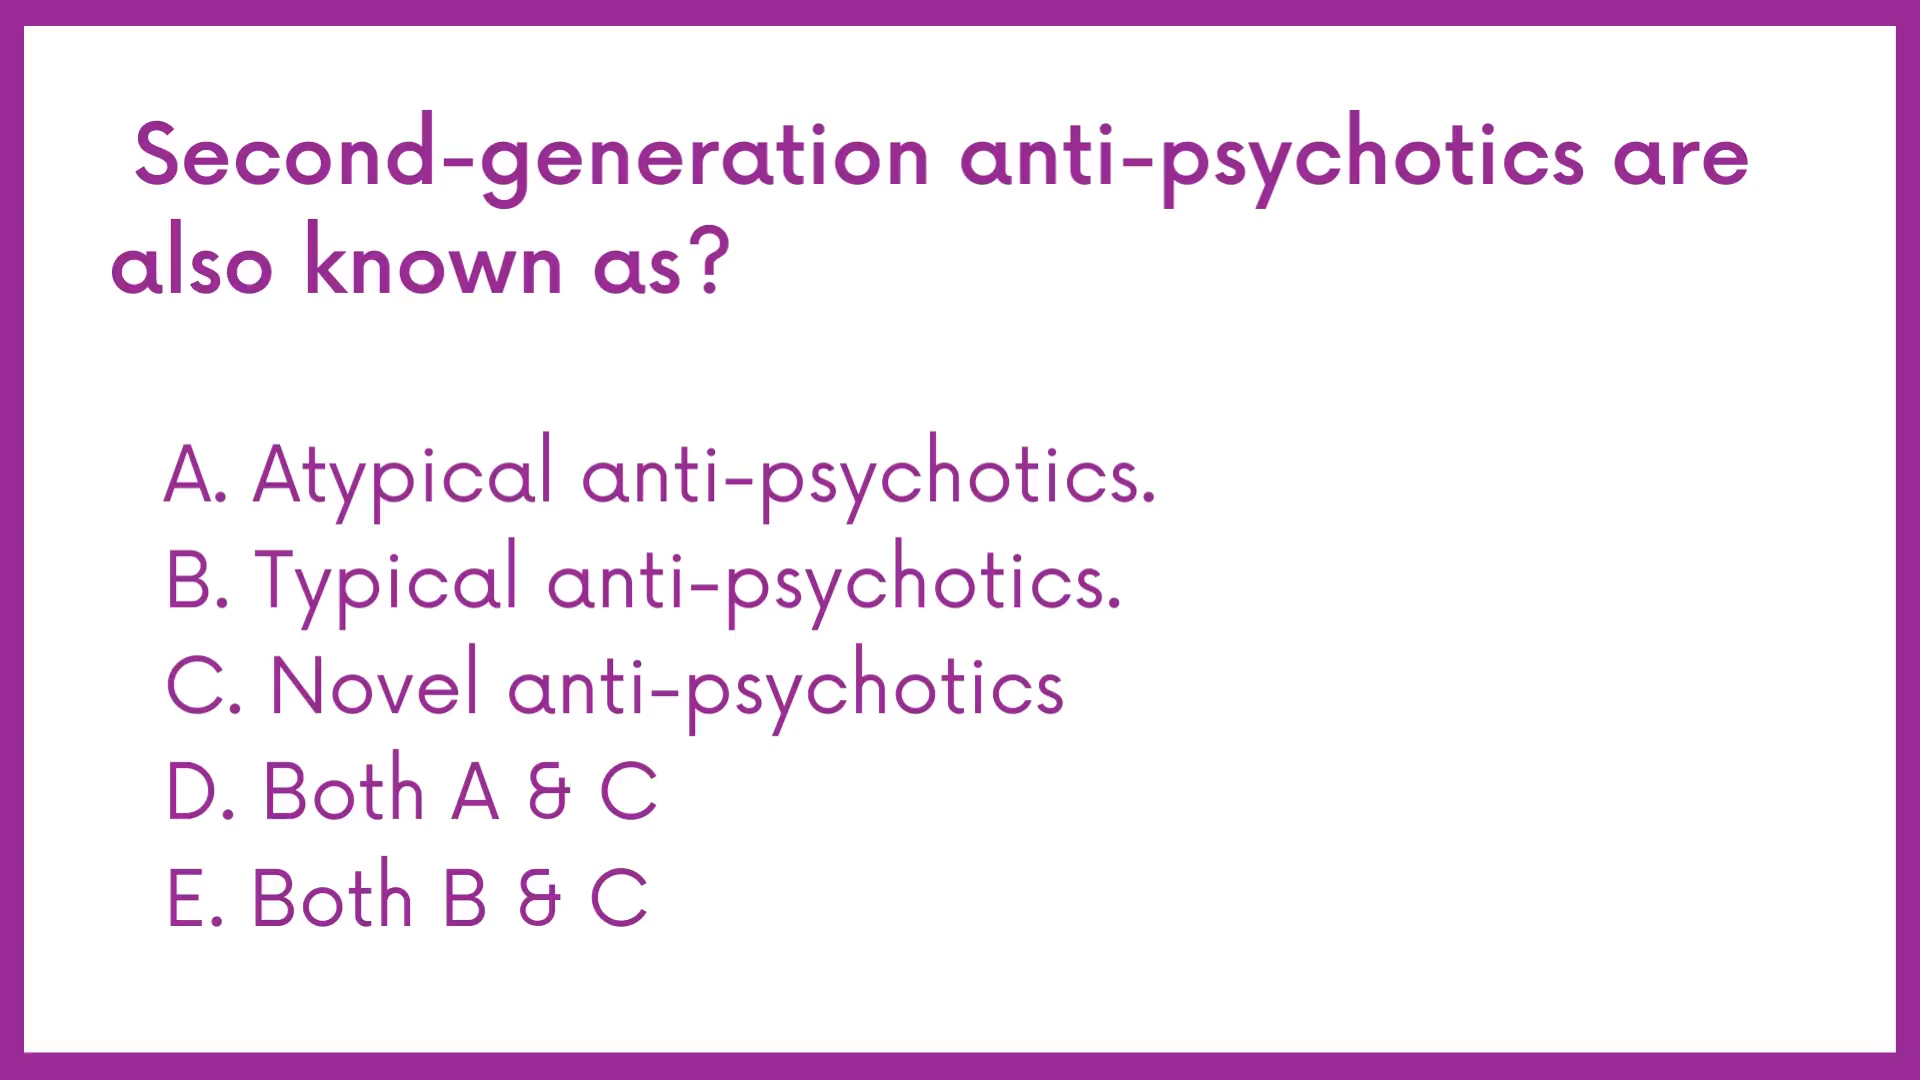 Second-generation anti-psychotics are
also known as?
A. Atypical anti-psychotics.
B. Typical anti-psychotics.
C. Novel anti-psychotics
D. Both A & C
E. Both B & C